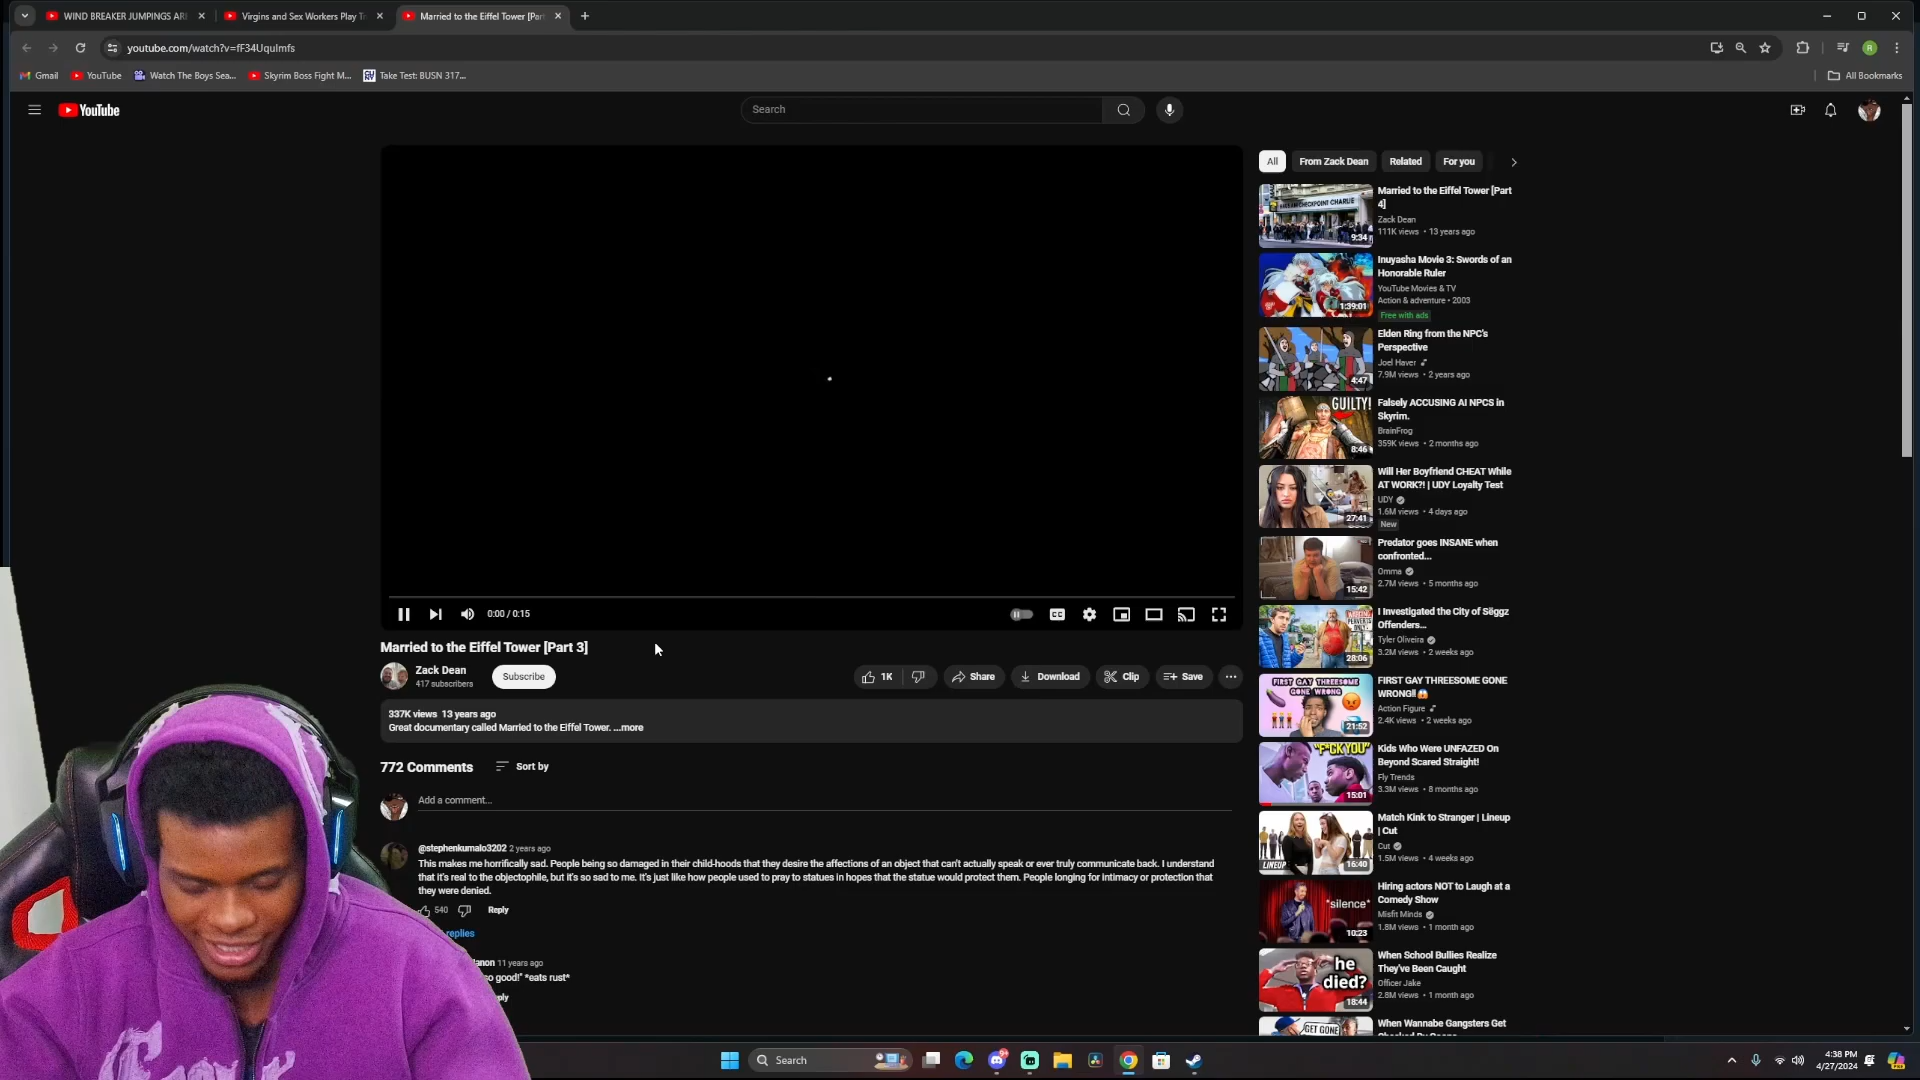 WIND BREAKER JUMPINGS AR
Virgins and Sex Workers Play T
Married to the Eiffel Tower [Part
youtube.com/watch?v=fF34Uqulmfs
R
Gmail
YouTube
Watch The Boys Sea...
Skyrim Boss Fight M...
Take Test: BUSN 317...
All Bookmarks
YouTube
Search
All
From Zack Dean
Related
For you
0:00 / 0:15
CC
Married to the Eiffel Tower [Part 3]
Zack Dean
417 subscribers
Subscribe
1K
Share
Download
Clip
Save
337K views 13 years ago
Great documentary called Married to the Eiffel Tower. ...more
772 Comments
Sort by
Add a comment...
@stephenkumalo3202 2 years ago
This makes me horrifically sad. People being so damaged in their child-hoods that they desire the affections of an object that can't actually speak or ever truly communicate back. I understand
that it's real to the objectophile, but it's so sad to me. It's just like how people used to pray to statues in hopes that the statue would protect them. People longing for intimacy or protection that
they were denied.
540
Reply
replies
anon 11 years ago
so good!" *eats rust*
ply
CHECKPOINT CHARLIE
9:34
Married to the Eiffel Tower [Part
4]
Zack Dean
111K views • 13 years ago
1:39:01
Inuyasha Movie 3: Swords of an
Honorable Ruler
YouTube Movies & TV
Action & adventure • 2003
Free with ads
4:47
Elden Ring from the NPC's
Perspective
Joel Haver
7.9M views • 2 years ago
GUILTY!
8:46
Falsely ACCUSING AI NPCS in
Skyrim.
BrainFrog
359K views • 2 months ago
27:41
Will Her Boyfriend CHEAT While
AT WORK?! | UDY Loyalty Test
UDY
1.6M views • 4 days ago
New
15:42
Predator goes INSANE when
confronted...
Omma
2.7M views • 5 months ago
28:06
I Investigated the City of Sëggz
Offenders...
Tyler Oliveira
3.2M views • 2 weeks ago
FIRST GAY THREESOME
GONE WRONG
21:52
FIRST GAY THREESOME GONE
WRONG!!
Action Figure
2.4K views • 2 weeks ago
"F*CK YOU"
15:01
Kids Who Were UNFAZED On
Beyond Scared Straight!
Fly Trends
3.3M views • 8 months ago
LINEUP
16:40
Match Kink to Stranger | Lineup
| Cut
Cut
1.5M views • 4 weeks ago
*silence*
10:23
Hiring actors NOT to Laugh at a
Comedy Show
Misfit Minds
1.8M views • 1 month ago
he
died?
18:44
When School Bullies Realize
They've Been Caught
Officer Jake
2.8M views • 1 month ago
GET GONE
When Wannabe Gangsters Get
Search
4:38 PM
4/27/2024